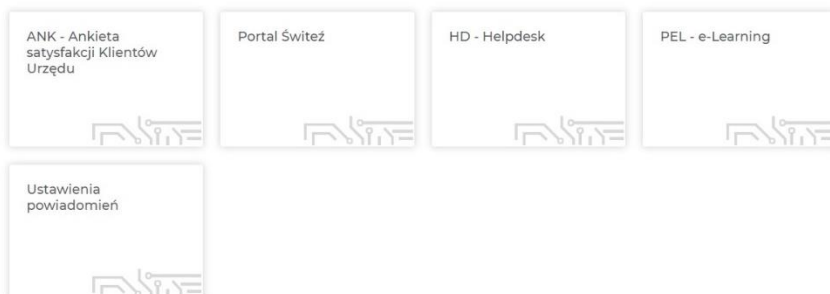 ANK - Ankieta
satysfakcji Klientów
Urzędu
Portal Świteź
HD - Helpdesk
PEL - e-Learning
Ustawienia
powiadomień